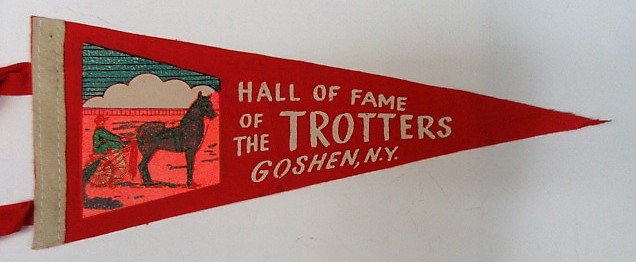 HALL OF FAME
OF THE TROTTERS
GOSHEN, N.Y.